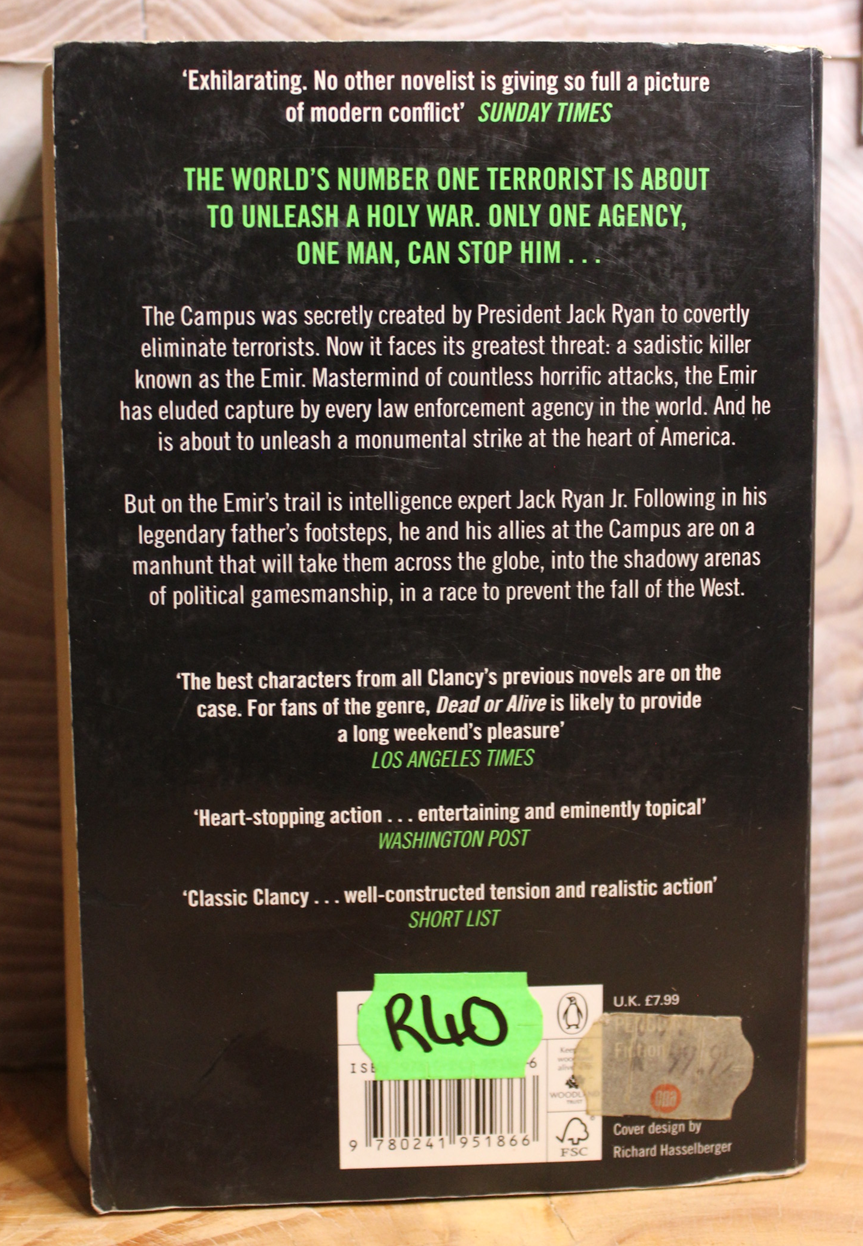 ‘Exhilarating. No other novelist is giving so full a picture
of modern conflict’ SUNDAY TIMES
THE WORLD’S NUMBER ONE TERRORIST IS ABOUT
TO UNLEASH A HOLY WAR. ONLY ONE AGENCY,
ONE MAN, CAN STOP HIM . . .
The Campus was secretly created by President Jack Ryan to covertly
eliminate terrorists. Now it faces its greatest threat: a sadistic killer
known as the Emir. Mastermind of countless horrific attacks, the Emir
has eluded capture by every law enforcement agency in the world. And he
is about to unleash a monumental strike at the heart of America.
But on the Emir’s trail is intelligence expert Jack Ryan Jr. Following in his
legendary father’s footsteps, he and his allies at the Campus are on a
manhunt that will take them across the globe, into the shadowy arenas
of political gamesmanship, in a race to prevent the fall of the West.
‘The best characters from all Clancy’s previous novels are on the
case. For fans of the genre, Dead or Alive is likely to provide
a long weekend’s pleasure’
LOS ANGELES TIMES
‘Heart-stopping action . . . entertaining and eminently topical’
WASHINGTON POST
‘Classic Clancy . . . well-constructed tension and realistic action’
SHORT LIST
R40
U.K. £7.99
Fiction
9 780241 951866
FSC
Cover design by
Richard Hasselberger